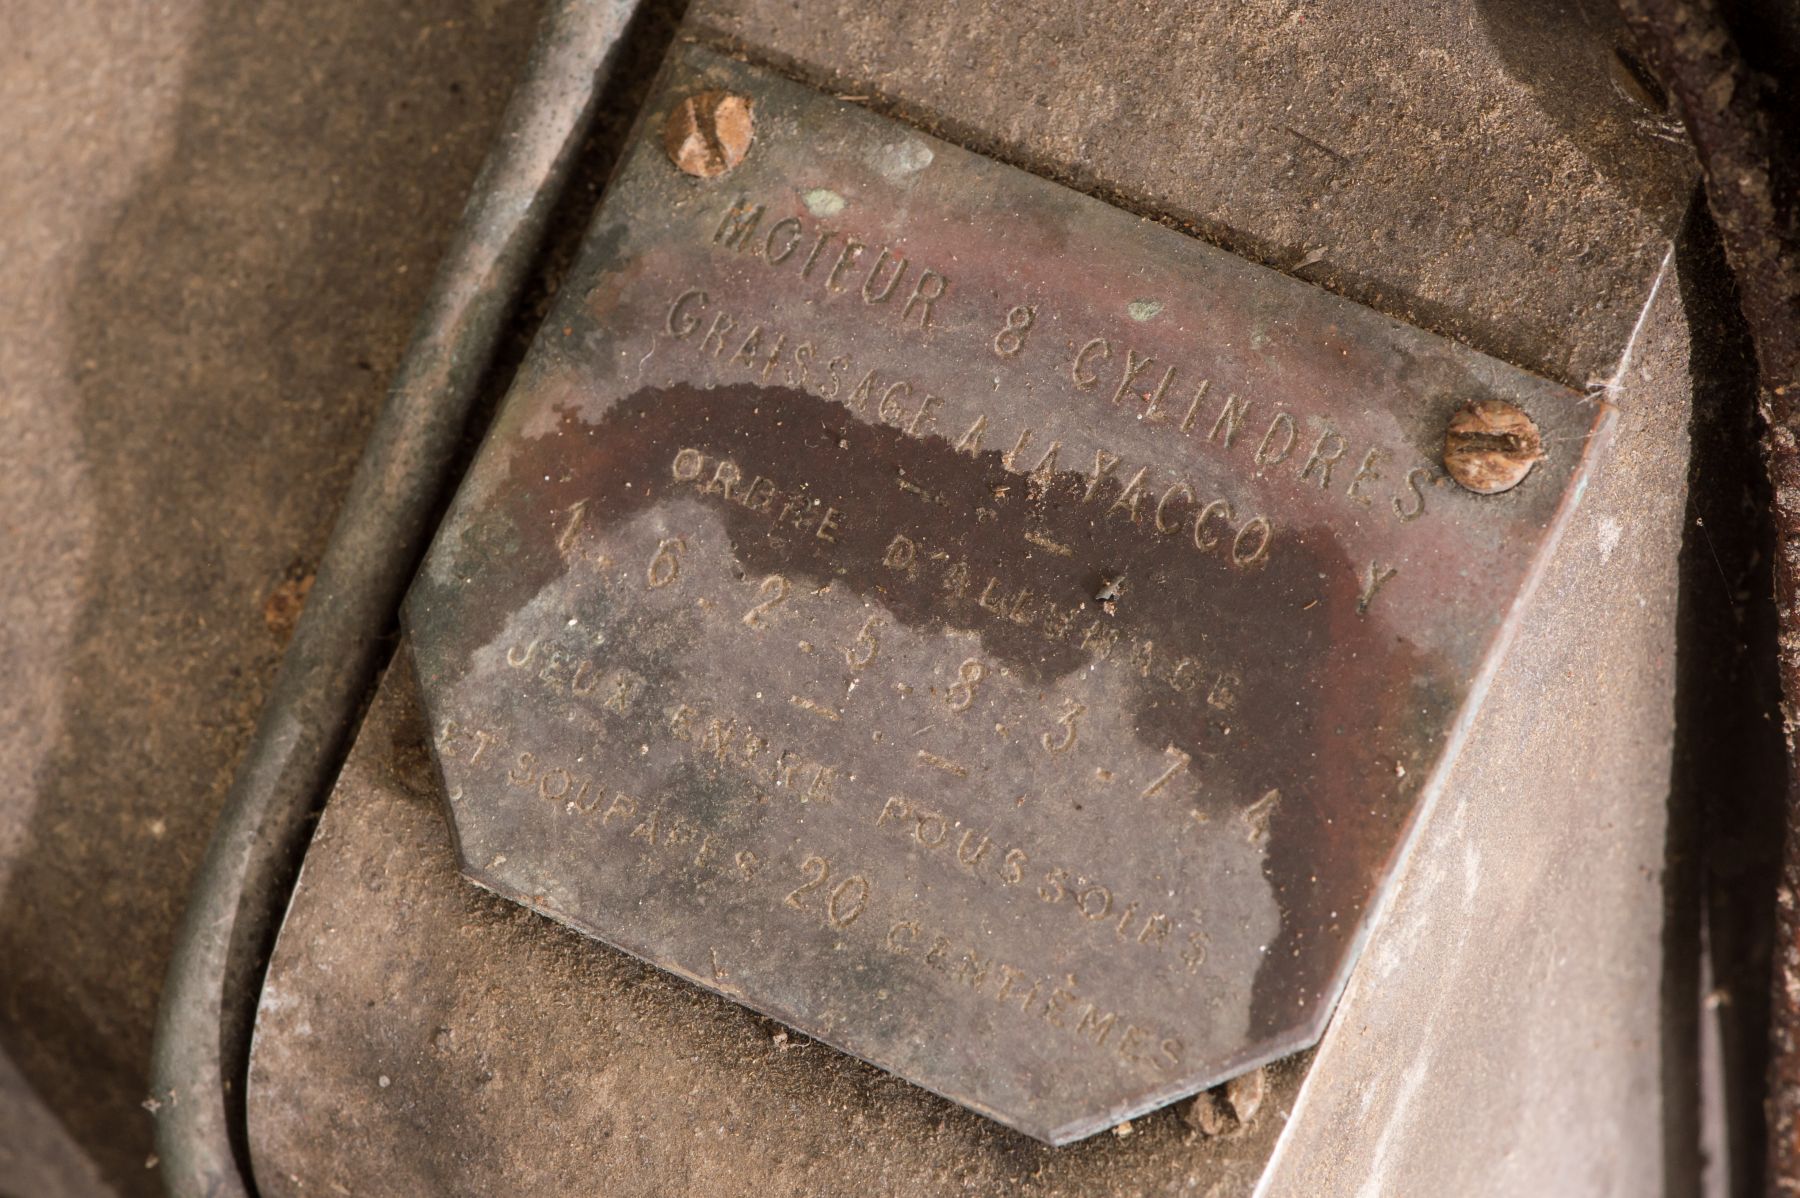 MOTEUR 8 CYLINDRES
GRAISSAGE A LA YACCO Y
— . —
ORDRE D'ALLUMAGE
1. 6. 2. 5. 8. 3. 7. 4
— . —
JEUX ENTRE POUSSOIRS
ET SOUPAPES 20 CENTIÈMES